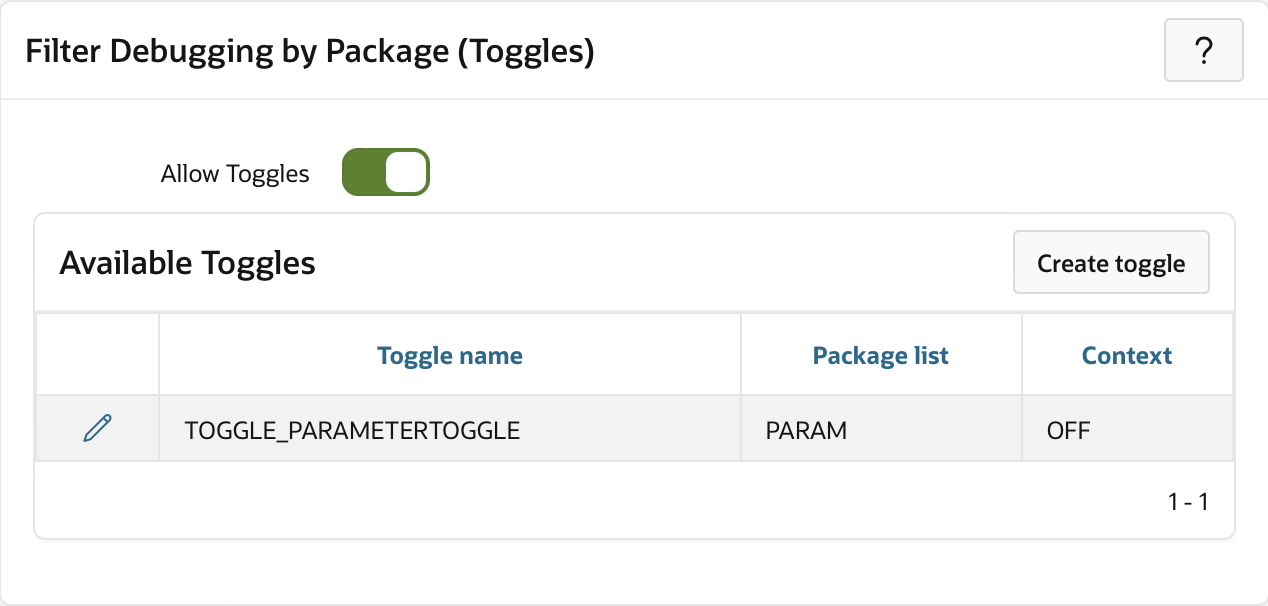 Filter Debugging by Package (Toggles)
?
Allow Toggles
Available Toggles
Create toggle
Toggle name Package list Context
TOGGLE_PARAMETERTOGGLE PARAM OFF
1 - 1